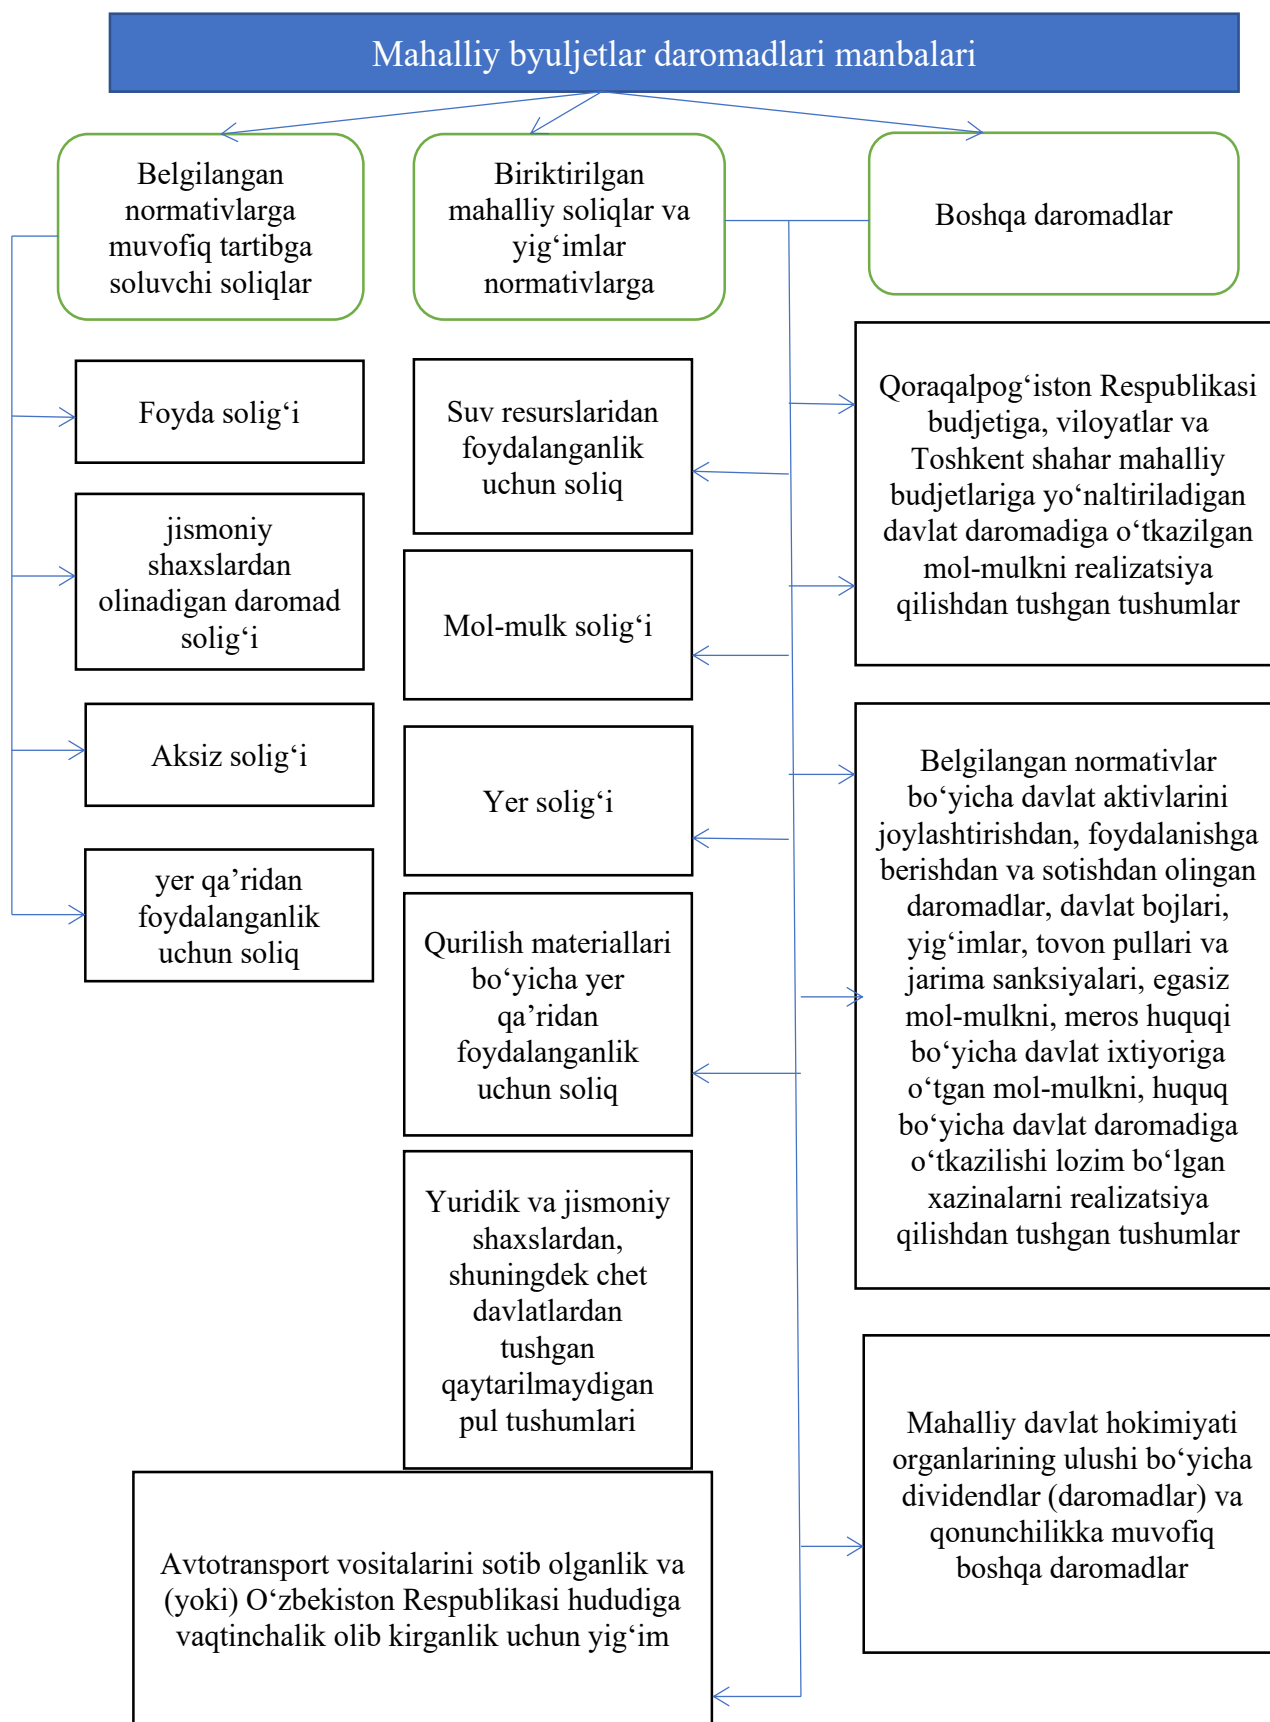 Mahalliy byuljetlar daromadlari manbalari
Belgilangan
normativlarga
muvofiq tartibga
soluvchi soliqlar
Biriktirilgan
mahalliy soliqlar va
yig‘imlar
normativlarga
Boshqa daromadlar
Foyda solig‘i
jismoniy
shaxslardan
olinadigan daromad
solig‘i
Aksiz solig‘i
yer qa’ridan
foydalanganlik
uchun soliq
Suv resurslaridan
foydalanganlik
uchun soliq
Mol-mulk solig‘i
Yer solig‘i
Qurilish materiallari
bo‘yicha yer
qa’ridan
foydalanganlik
uchun soliq
Yuridik va jismoniy
shaxslardan,
shuningdek chet
davlatlardan
tushgan
qaytarilmaydigan
pul tushumlari
Avtotransport vositalarini sotib olganlik va
(yoki) O‘zbekiston Respublikasi hududiga
vaqtinchalik olib kirganlik uchun yig‘im
Qoraqalpog‘iston Respublikasi
budjetiga, viloyatlar va
Toshkent shahar mahalliy
budjetlariga yo‘naltiriladigan
davlat daromadiga o‘tkazilgan
mol-mulkni realizatsiya
qilishdan tushgan tushumlar
Belgilangan normativlar
bo‘yicha davlat aktivlarini
joylashtirishdan, foydalanishga
berishdan va sotishdan olingan
daromadlar, davlat bojlari,
yig‘imlar, tovon pullari va
jarima sanksiyalari, egasiz
mol-mulkni, meros huquqi
bo‘yicha davlat ixtiyoriga
o‘tgan mol-mulkni, huquq
bo‘yicha davlat daromadiga
o‘tkazilishi lozim bo‘lgan
xazinalarni realizatsiya
qilishdan tushgan tushumlar
Mahalliy davlat hokimiyati
organlarining ulushi bo‘yicha
dividendlar (daromadlar) va
qonunchilikka muvofiq
boshqa daromadlar